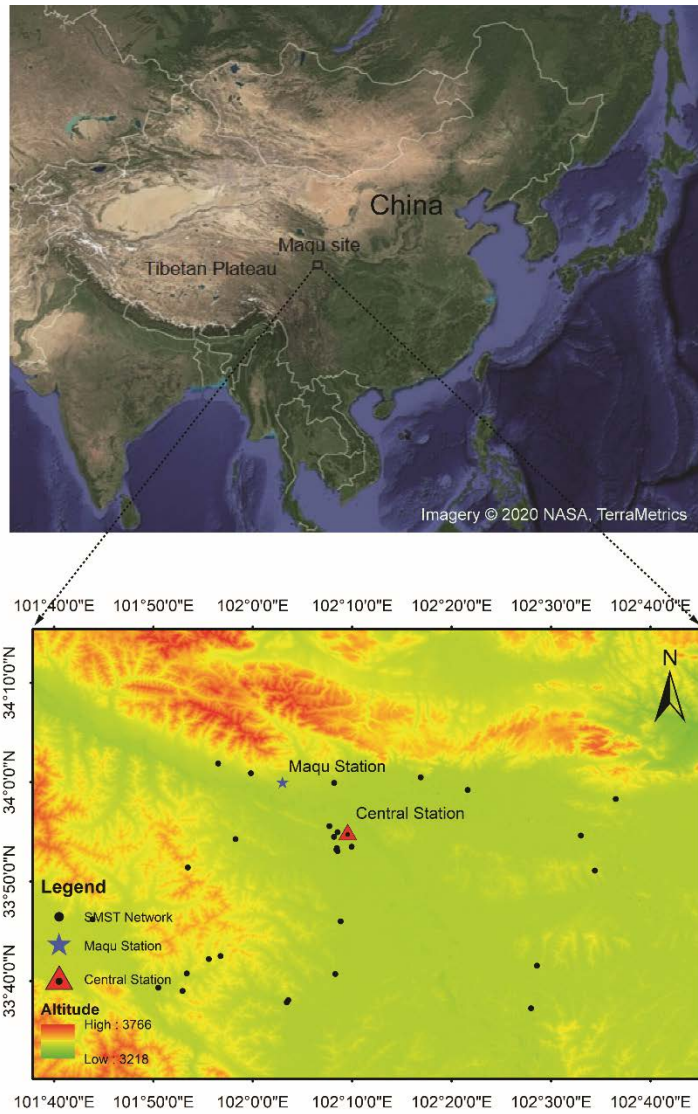 China
Maqu site
Tibetan Plateau
Imagery © 2020 NASA, TerraMetrics
101°40'0"E 101°50'0"E 102°0'0"E 102°10'0"E 102°20'0"E 102°30'0"E 102°40'0"E
34°10'0"N
34°0'0"N
33°50'0"N
33°40'0"N
N
Maqu Station
Central Station
Legend
SMST Network
Maqu Station
Central Station
Altitude
High : 3766
Low : 3218
101°40'0"E 101°50'0"E 102°0'0"E 102°10'0"E 102°20'0"E 102°30'0"E 102°40'0"E